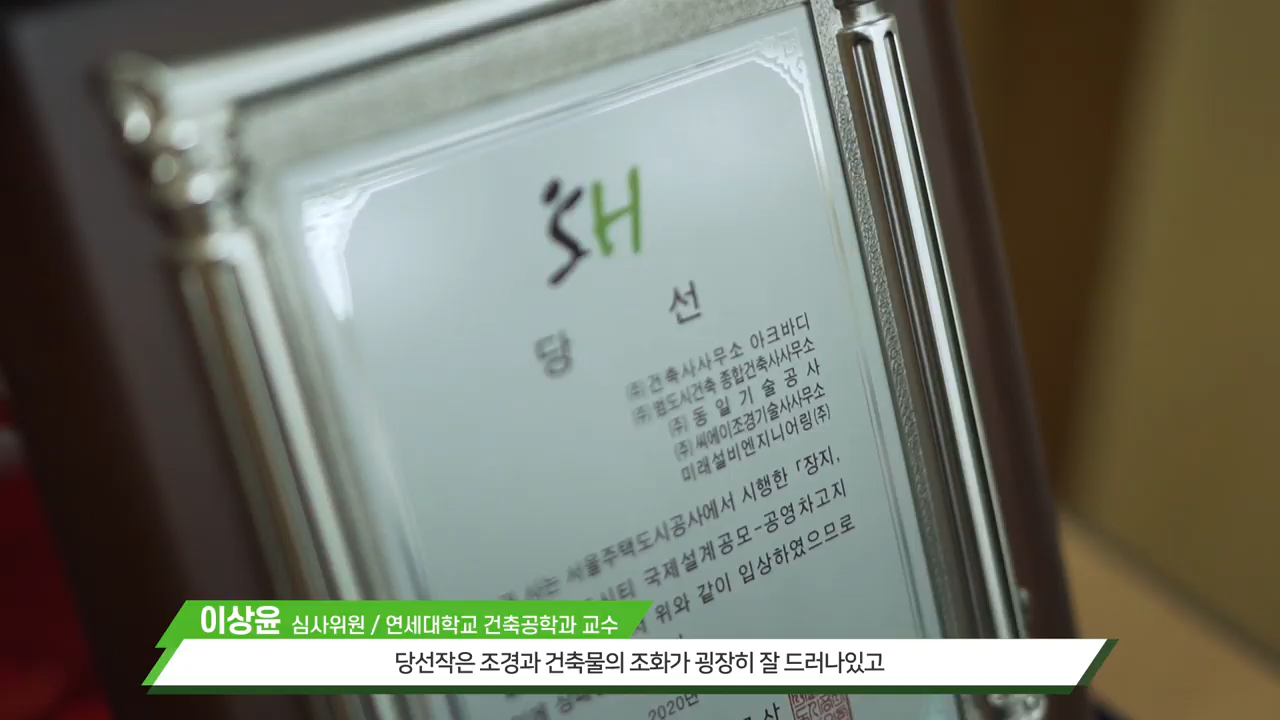 SH
당 선
(주)건축사사무소 아크바디
(주)염도시건축 종합건축사사무소
(주) 동 일 기 술 공 사
(주)씨에이조경기술사사무소
미래설비엔지니어링(주)
사는 서울주택도시공사에서 시행한 「장지,
시티 국제설계공모-공영차고지
위와 같이 입상하였으므로
2020년
이상윤 심사위원 / 연세대학교 건축공학과 교수
당선작은 조경과 건축물의 조화가 굉장히 잘 드러나있고